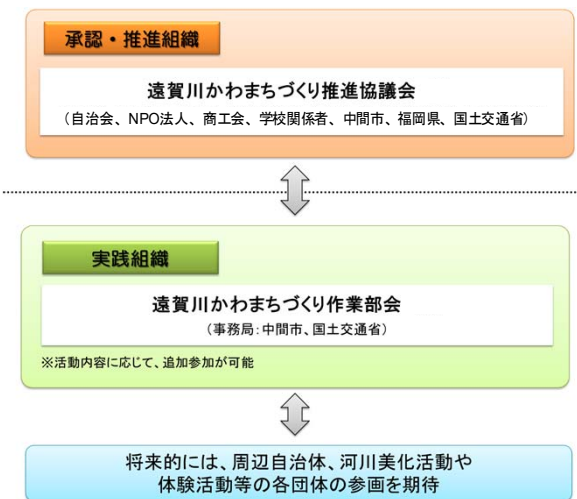 承認・推進組織
遠賀川かわまちづくり推進協議会
（自治会、NPO法人、商工会、学校関係者、中間市、福岡県、国土交通省）
実践組織
遠賀川かわまちづくり作業部会
（事務局：中間市、国土交通省）
※活動内容に応じて、追加参加が可能
将来的には、周辺自治体、河川美化活動や
体験活動等の各団体の参画を期待